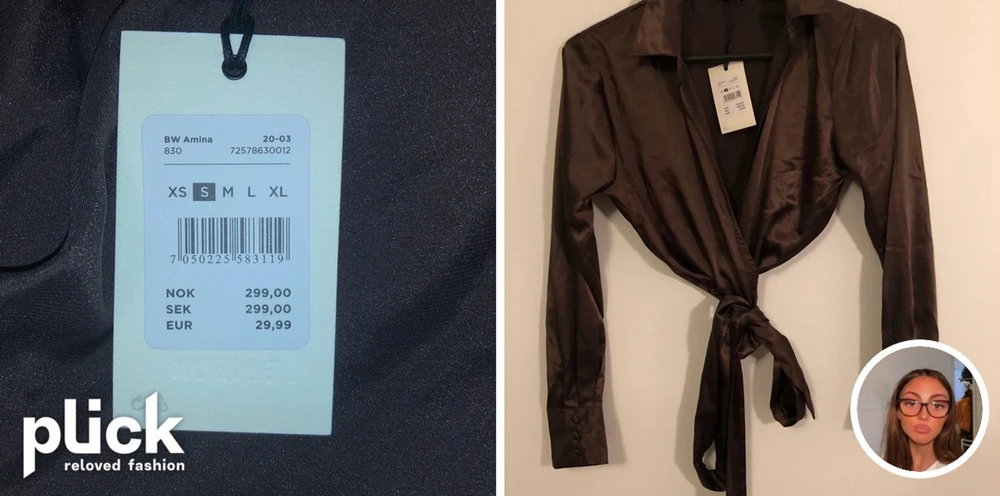 BW Amina 20-03
830 72578630012
XS S M L XL
7 050225 583119
NOK 299,00
SEK 299,00
EUR 29,99
plick
reloved fashion